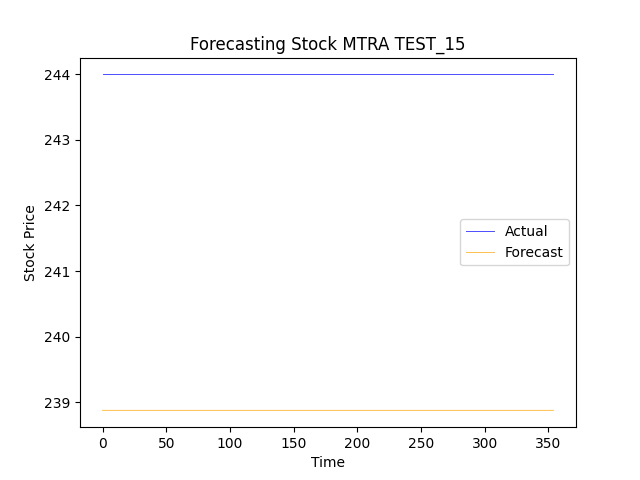 Forecasting Stock MTRA TEST_15
Stock Price
244
243
242
241
240
239
Actual
Forecast
0 50 100 150 200 250 300 350
Time